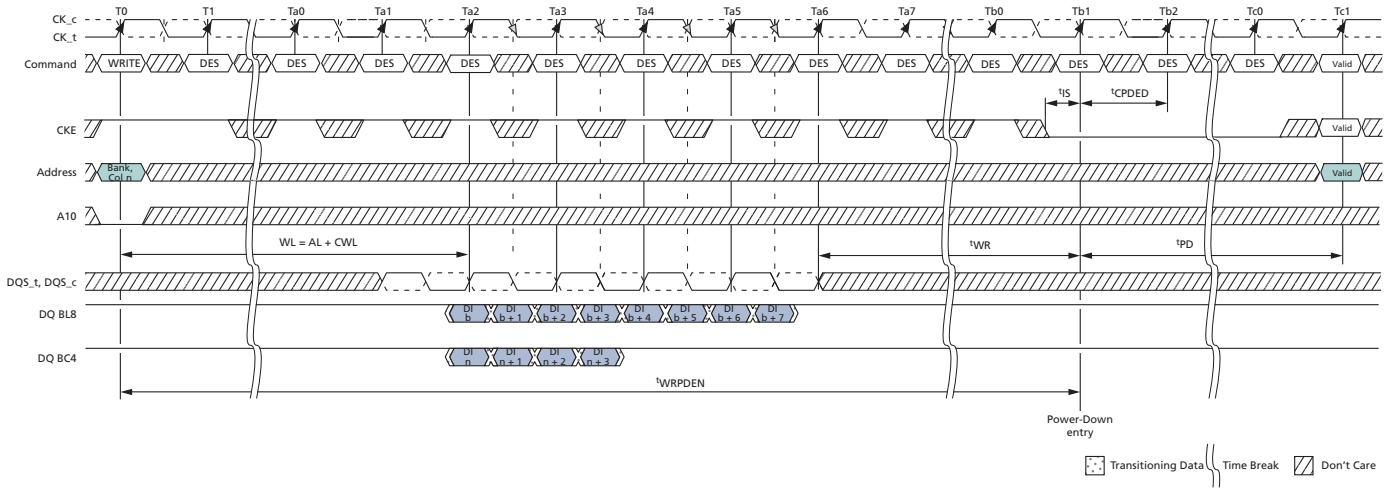 T0 T1 Ta0 Ta1 Ta2 Ta3 Ta4 Ta5 Ta6 Ta7 Tb0 Tb1 Tb2 Tc0 Tc1
CK_c
CK_t
Command WRITE DES DES DES DES DES DES DES DES DES DES DES DES DES Valid
tIS tCPDED
CKE Valid
Address Bank, Col n Valid
A10
WL = AL + CWL tWR tPD
DQS_t, DQS_c
DQ BL8 DI b DI b + 1 DI b + 2 DI b + 3 DI b + 4 DI b + 5 DI b + 6 DI b + 7
DQ BC4 DI n DI n + 1 DI n + 2 DI n + 3
tWRPDEN
Power-Down
entry
Transitioning Data Time Break Don't Care